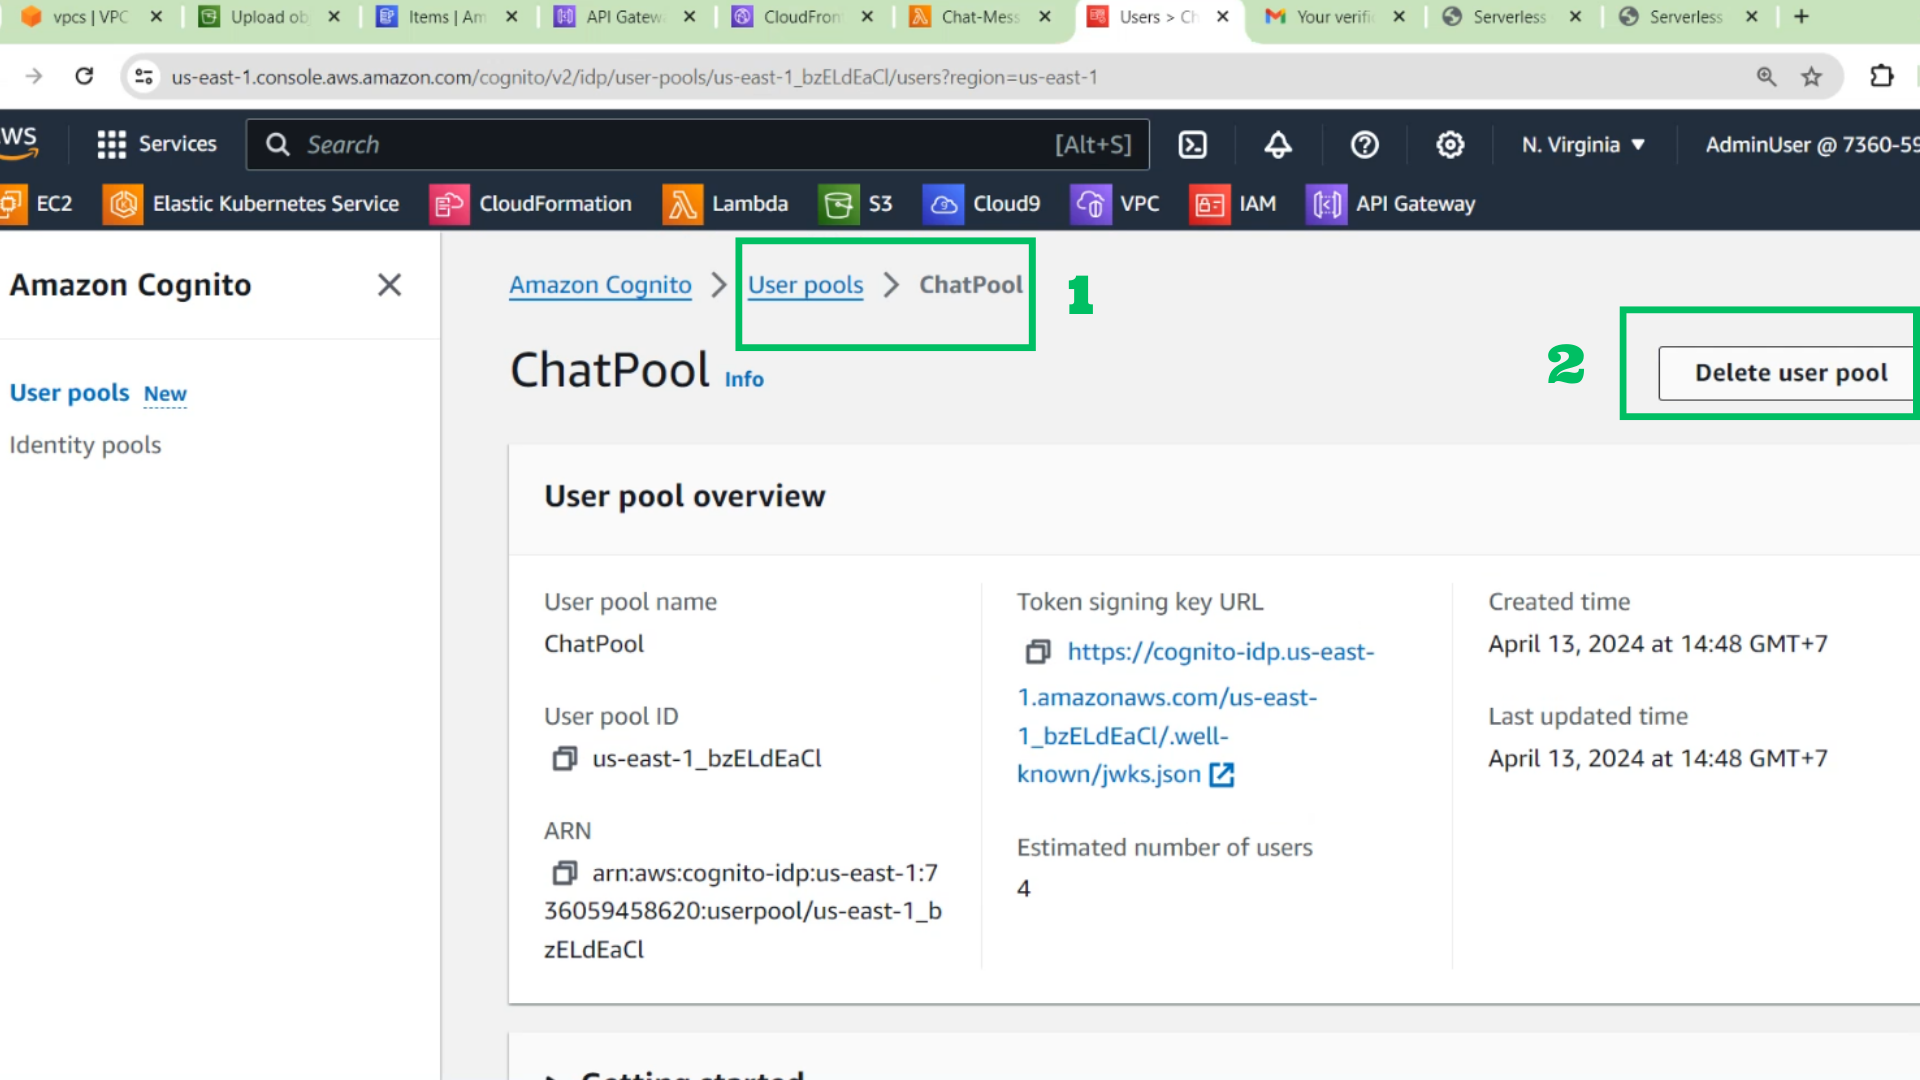 vpcs | VPC
Upload ob
Items | Am
API Gatew
CloudFron
Chat-Mess
Users > Ch
Your verifi
Serverless
Serverless
us-east-1.console.aws.amazon.com/cognito/v2/idp/user-pools/us-east-1_bzELdEaCl/users?region=us-east-1
WS
Services
Search
[Alt+S]
N. Virginia
AdminUser @ 7360-59
EC2
Elastic Kubernetes Service
CloudFormation
Lambda
S3
Cloud9
VPC
IAM
API Gateway
Amazon Cognito
User pools New
Identity pools
Amazon Cognito > User pools > ChatPool
1
ChatPool Info
2
Delete user pool
User pool overview
User pool name
ChatPool
User pool ID
us-east-1_bzELdEaCl
ARN
arn:aws:cognito-idp:us-east-1:7
36059458620:userpool/us-east-1_b
zELdEaCl
Token signing key URL
https://cognito-idp.us-east-
1.amazonaws.com/us-east-
1_bzELdEaCl/.well-
known/jwks.json
Estimated number of users
4
Created time
April 13, 2024 at 14:48 GMT+7
Last updated time
April 13, 2024 at 14:48 GMT+7
Getting started